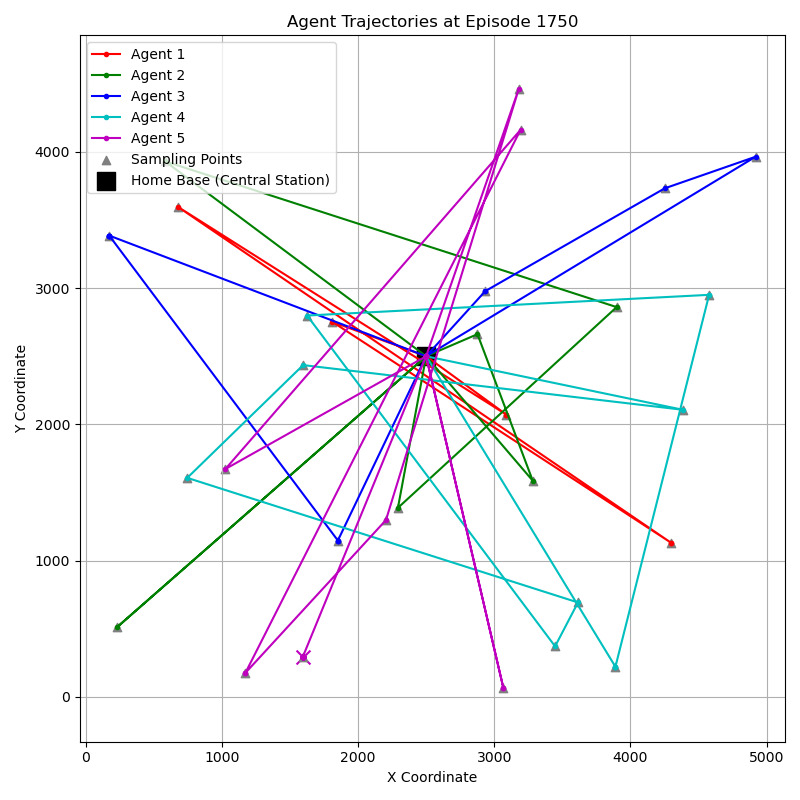 Agent Trajectories at Episode 1750
Agent 1
Agent 2
Agent 3
Agent 4
Agent 5
Sampling Points
Home Base (Central Station)
Y Coordinate
4000
3000
2000
1000
0
0 1000 2000 3000 4000 5000
X Coordinate